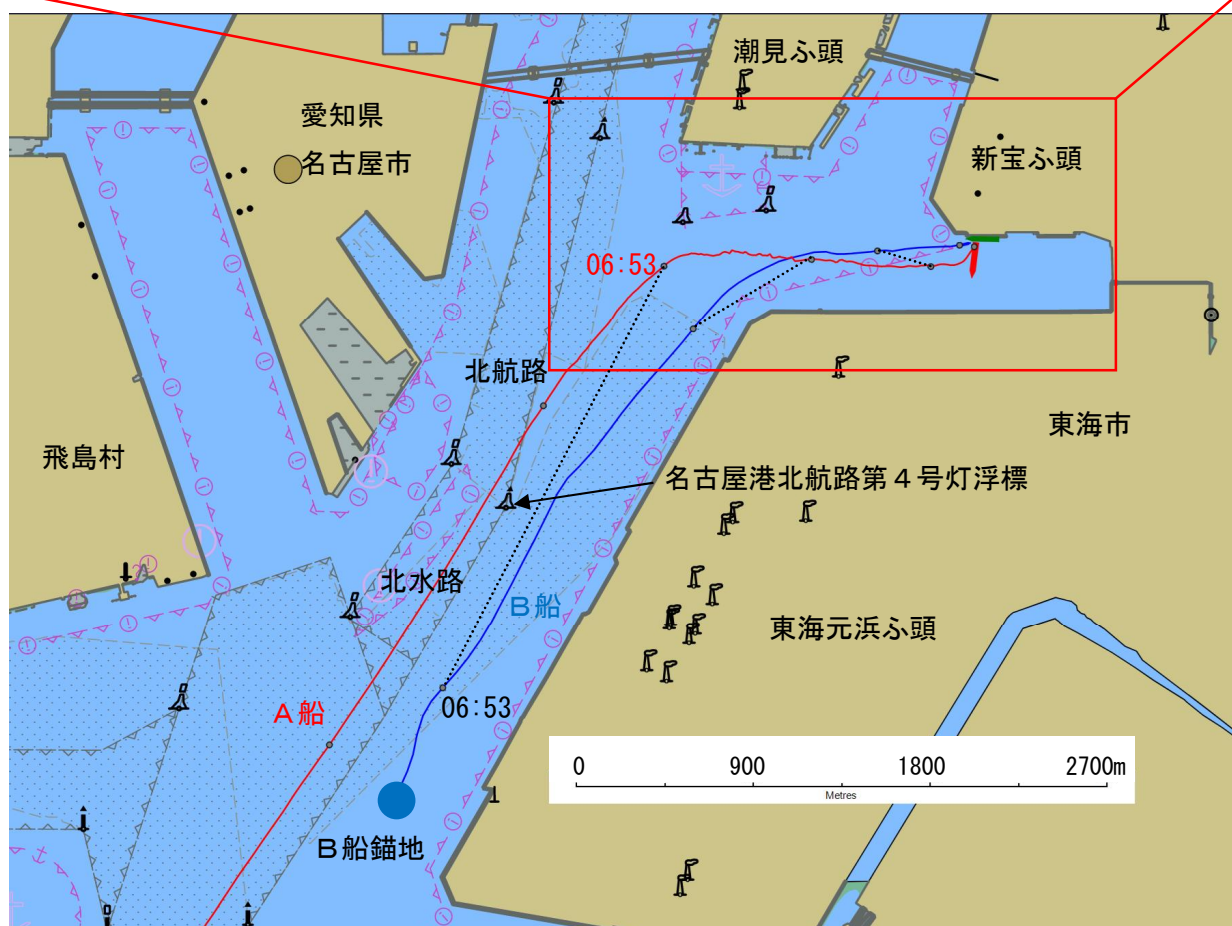 潮見ふ頭
愛知県
名古屋市
新宝ふ頭
06:53
北航路
東海市
飛島村
名古屋港北航路第４号灯浮標
北水路
Ｂ船
東海元浜ふ頭
06:53
Ａ船
0 900 1800 2700m
Metres
Ｂ船錨地